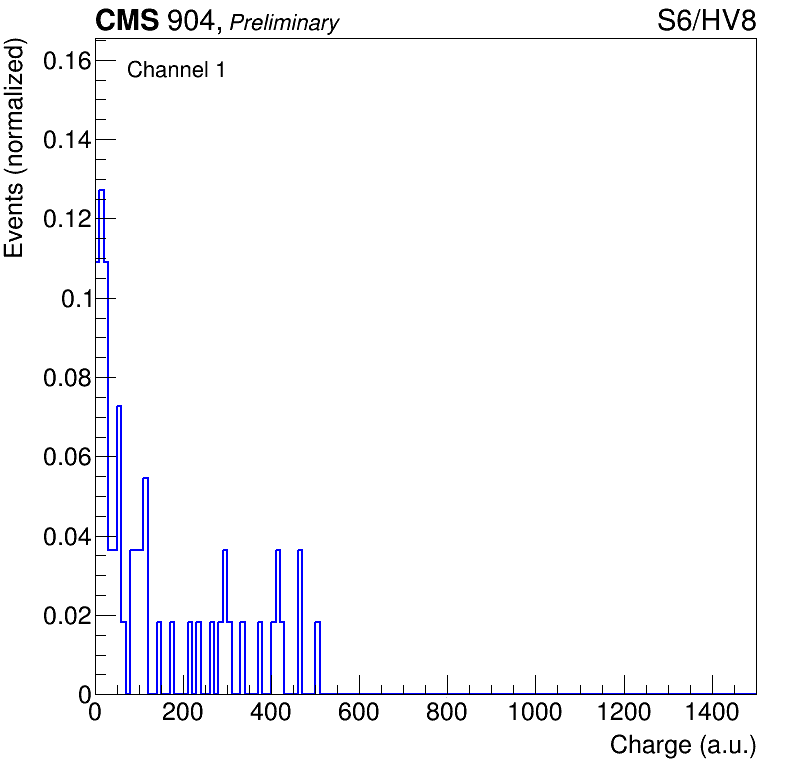 CMS 904, Preliminary S6/HV8
Channel 1
Events (normalized)
0.16
0.14
0.12
0.1
0.08
0.06
0.04
0.02
0
0 200 400 600 800 1000 1200 1400
Charge (a.u.)